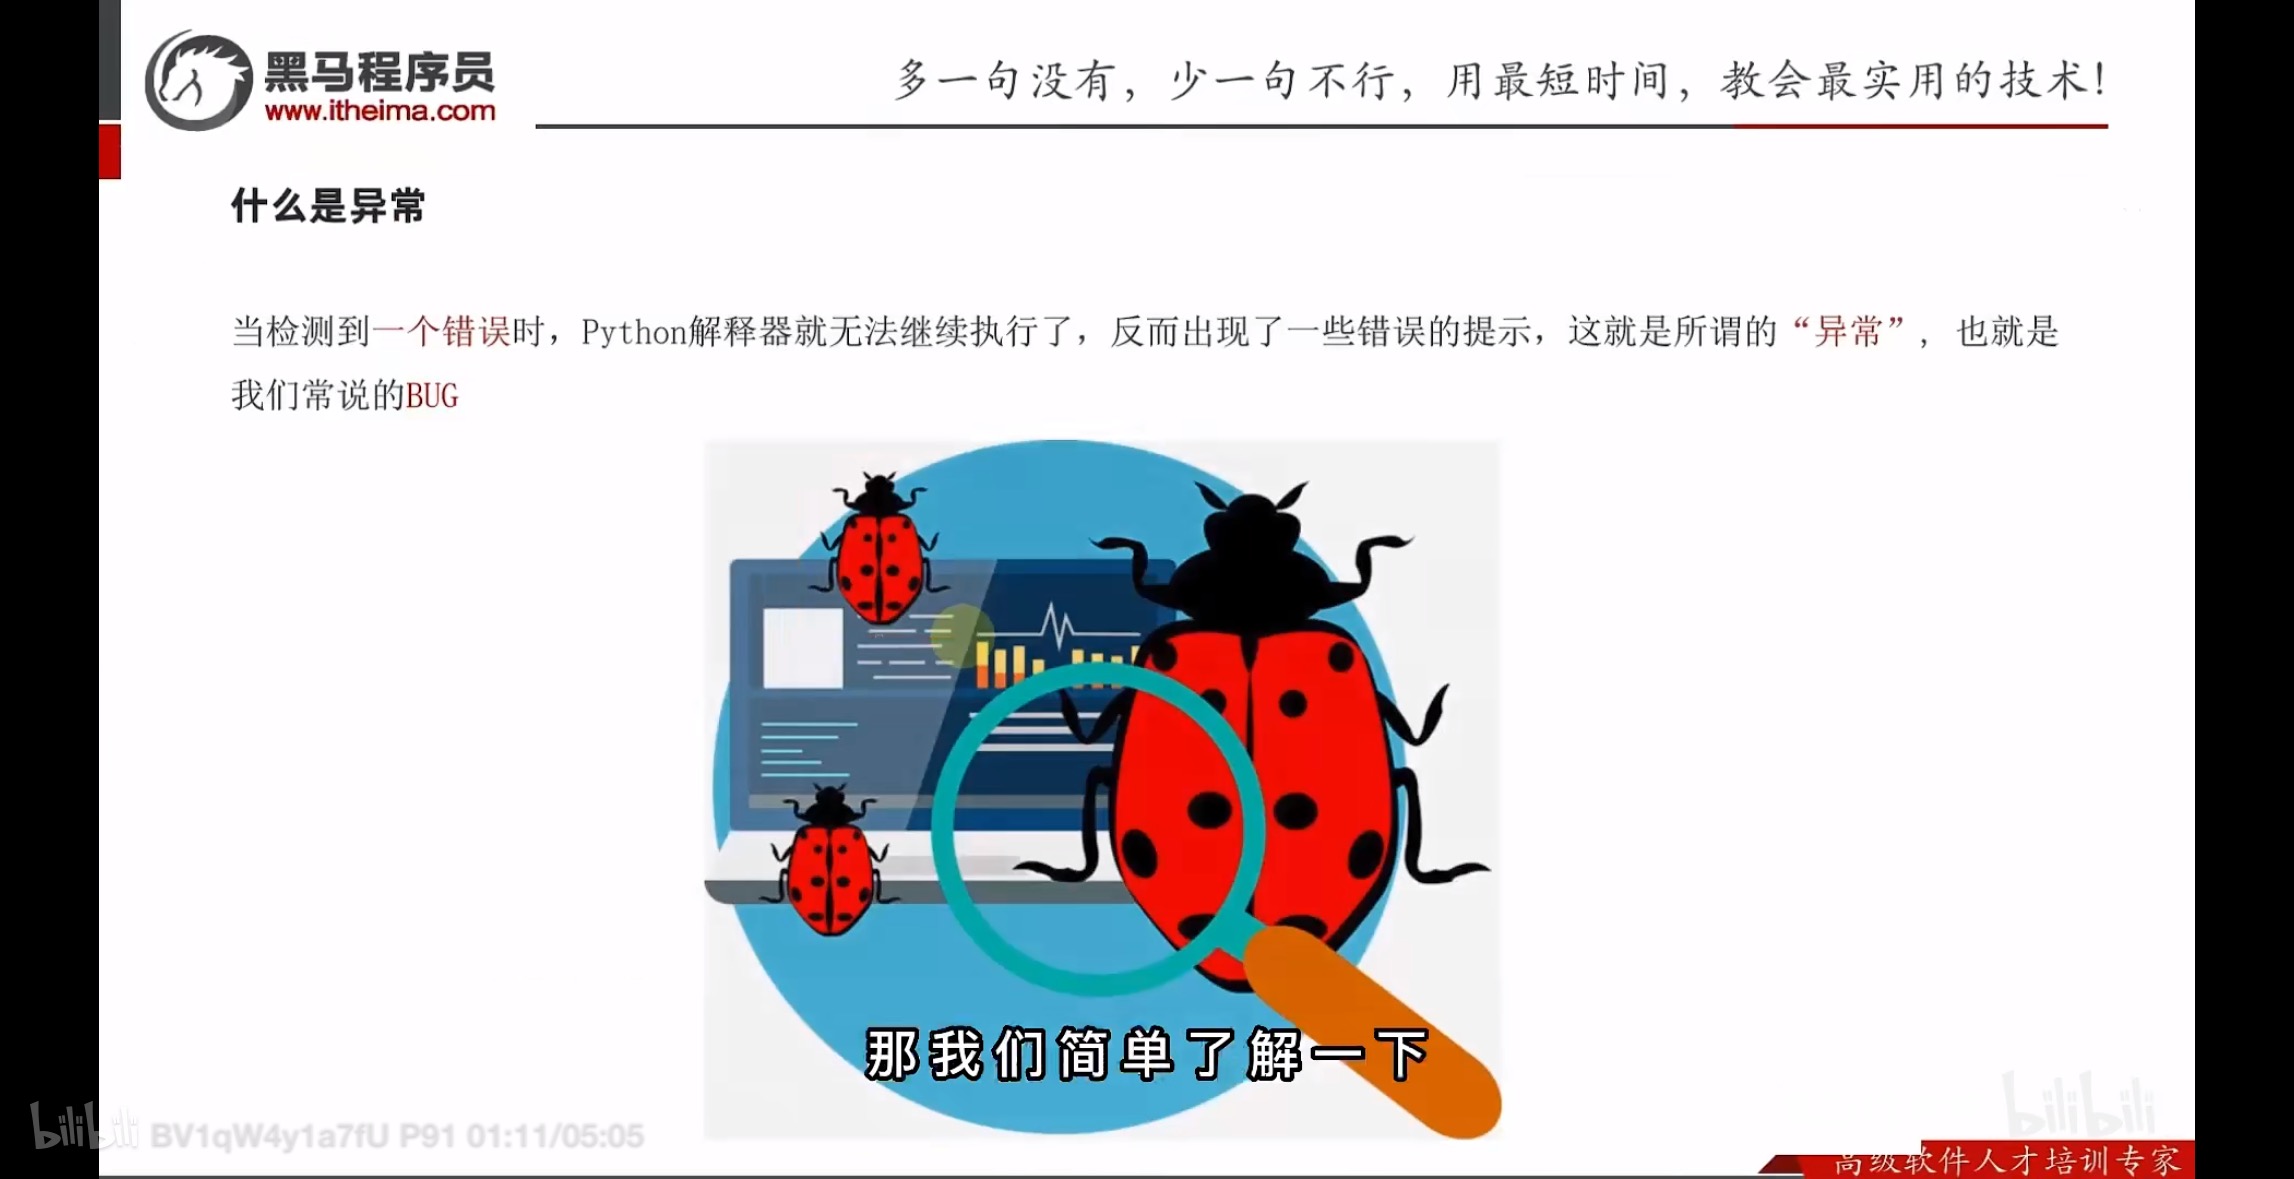 黑马程序员
www.itheima.com
多一句没有，少一句不行，用最短时间，教会最实用的技术！
什么是异常
当检测到一个错误时，Python解释器就无法继续执行了，反而出现了一些错误的提示，这就是所谓的“异常”，也就是
我们常说的BUG
那我们简单了解一下
bilibili BV1qW4y1a7fU P91 01:11/05:05
bilibili
高级软件人才培训专家